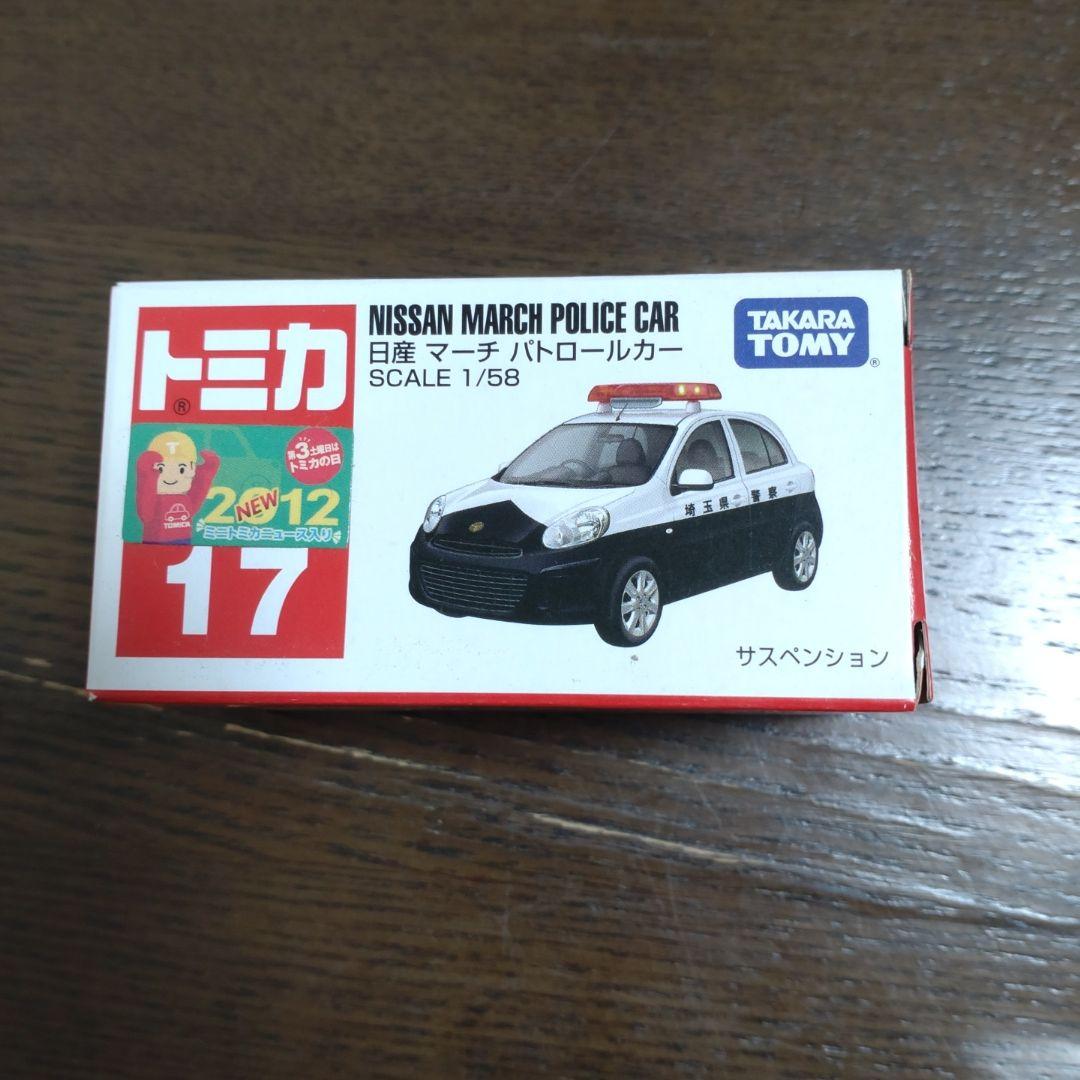 トミカ
®
NISSAN MARCH POLICE CAR
日産 マーチ パトロールカー
SCALE 1/58
TAKARA
TOMY
®
T
第3土曜日は
トミカの日
2012
NEW
ミニトミカニュース入り
TOMICA
17
埼玉県 警察
サスペンション